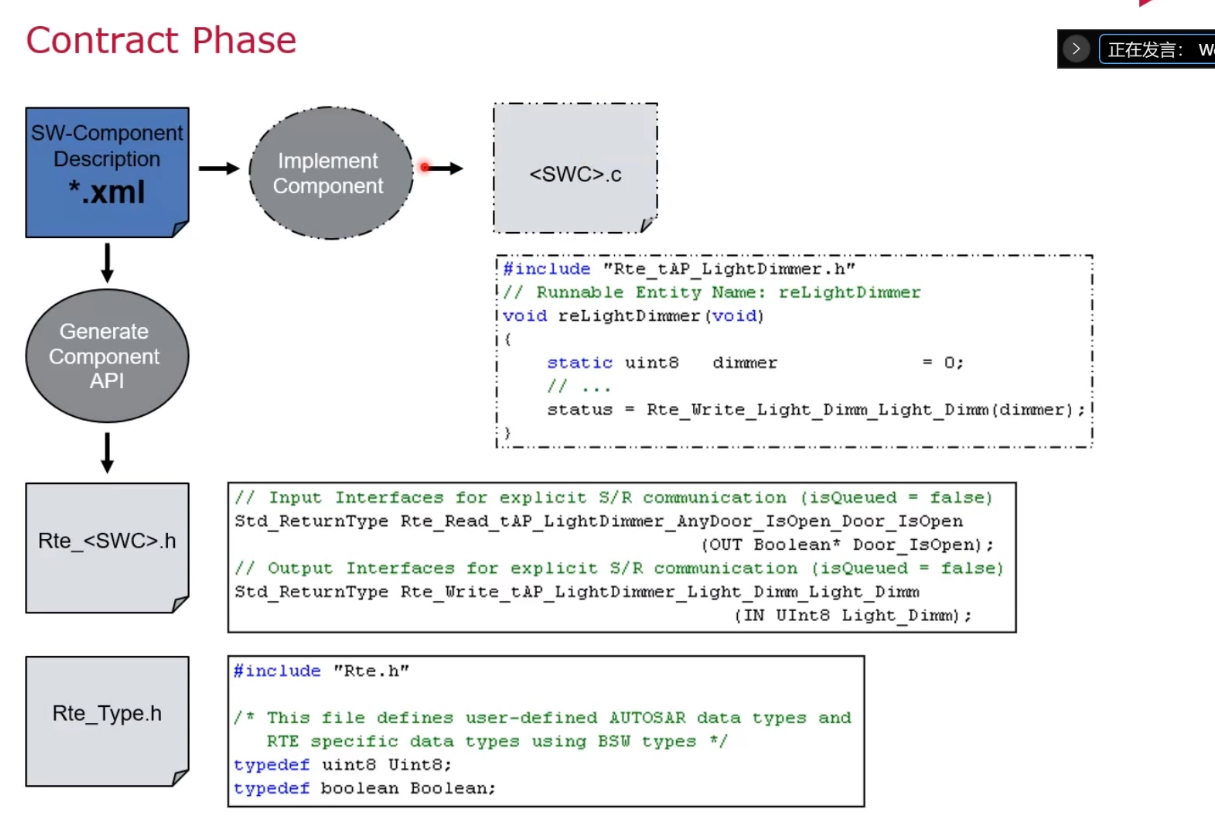 Contract Phase
正在发言：
SW-Component
Description
*.xml
Implement
Component
<SWC>.c
#include "Rte_tAP_LightDimmer.h"
// Runnable Entity Name: reLightDimmer
void reLightDimmer(void)
{
static uint8 dimmer = 0;
// ...
status = Rte_Write_Light_Dimm_Light_Dimm(dimmer);
}
Generate
Component
API
Rte_<SWC>.h
// Input Interfaces for explicit S/R communication (isQueued = false)
Std_ReturnType Rte_Read_tAP_LightDimmer_AnyDoor_IsOpen_Door_IsOpen
(OUT Boolean* Door_IsOpen);
// Output Interfaces for explicit S/R communication (isQueued = false)
Std_ReturnType Rte_Write_tAP_LightDimmer_Light_Dimm_Light_Dimm
(IN UInt8 Light_Dimm);
Rte_Type.h
#include "Rte.h"
/* This file defines user-defined AUTOSAR data types and
RTE specific data types using BSW types */
typedef uint8 Uint8;
typedef boolean Boolean;